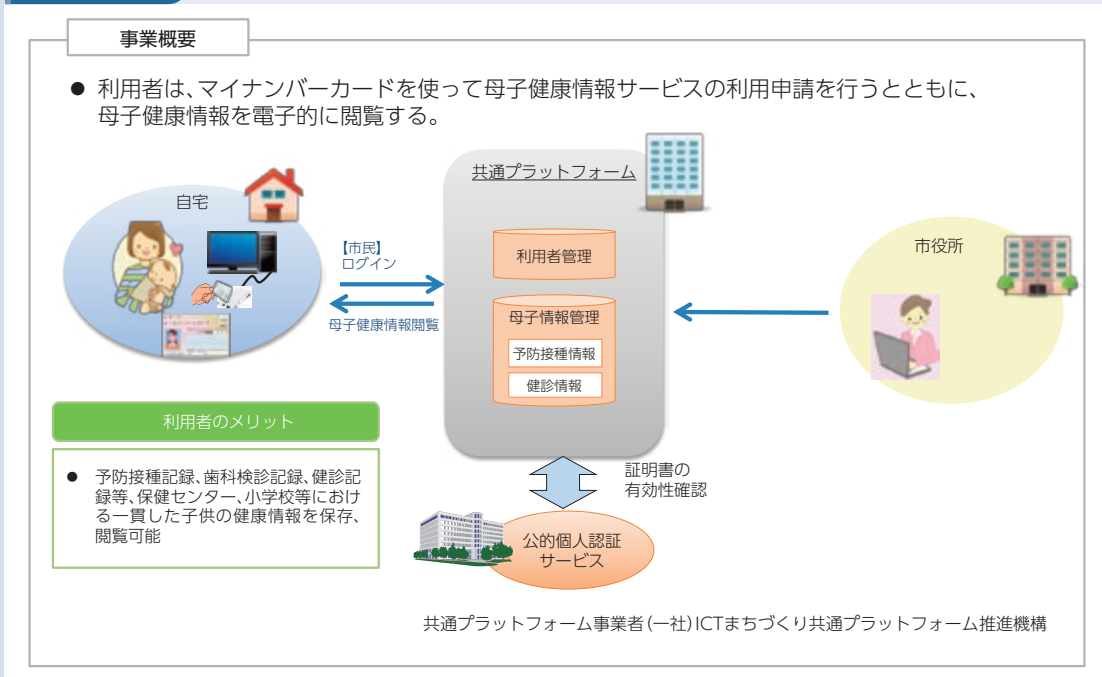 事業概要
● 利用者は、マイナンバーカードを使って母子健康情報サービスの利用申請を行うとともに、
母子健康情報を電子的に閲覧する。
共通プラットフォーム
自宅
市役所
【市民】
ログイン
利用者管理
母子健康情報閲覧
母子情報管理
予防接種情報
健診情報
利用者のメリット
● 予防接種記録、歯科検診記録、健診記
録等、保健センター、小学校等におけ
る一貫した子供の健康情報を保存、
閲覧可能
証明書の
有効性確認
公的個人認証
サービス
共通プラットフォーム事業者(一社)ICTまちづくり共通プラットフォーム推進機構